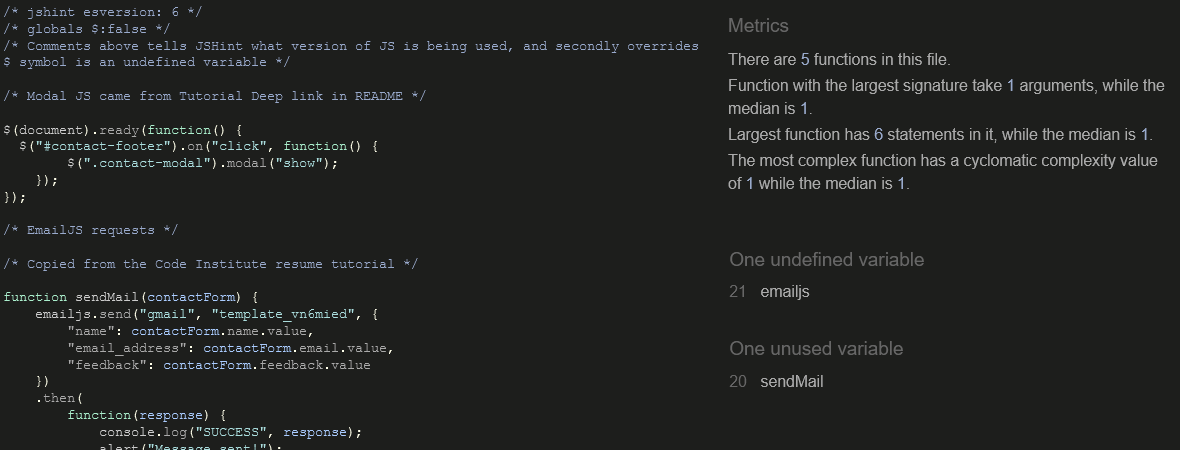 /* jshint esversion: 6 */
/* globals $:false */
/* Comments above tells JSHint what version of JS is being used, and secondly overrides
$ symbol is an undefined variable */
/* Modal JS came from Tutorial Deep link in README */
$(document).ready(function() {
$("#contact-footer").on("click", function() {
$(".contact-modal").modal("show");
});
});
/* EmailJS requests */
/* Copied from the Code Institute resume tutorial */
function sendMail(contactForm) {
emailjs.send("gmail", "template_vn6mied", {
"name": contactForm.name.value,
"email_address": contactForm.email.value,
"feedback": contactForm.feedback.value
})
.then(
function(response) {
console.log("SUCCESS", response);
alert("Message sent!");
Metrics
There are 5 functions in this file.
Function with the largest signature take 1 arguments, while the
median is 1.
Largest function has 6 statements in it, while the median is 1.
The most complex function has a cyclomatic complexity value
of 1 while the median is 1.
One undefined variable
21 emailjs
One unused variable
20 sendMail